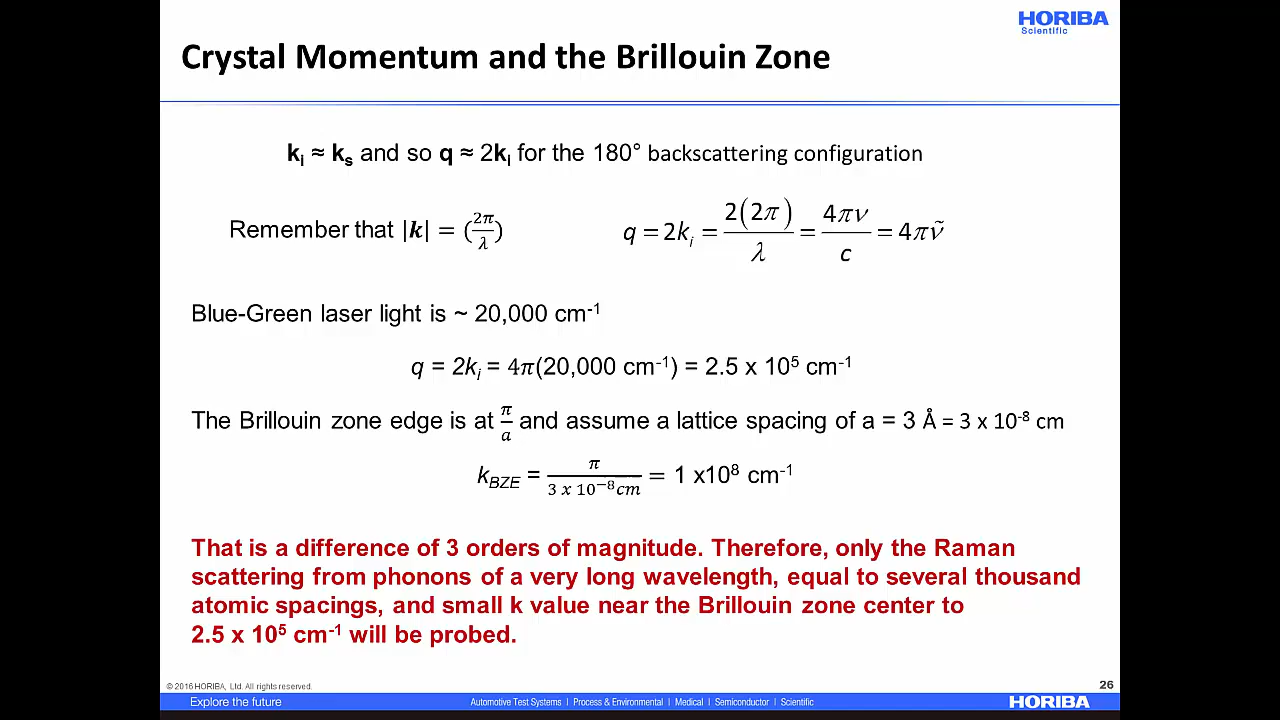 HORIBA
Scientific
Crystal Momentum and the Brillouin Zone
kᵢ ≈ kₛ and so q ≈ 2kᵢ for the 180° backscattering configuration
Remember that |k| = (2π/λ)
q = 2kᵢ = 2(2π)/λ = 4πν/c = 4πν̃
Blue-Green laser light is ~ 20,000 cm⁻¹
q = 2kᵢ = 4π(20,000 cm⁻¹) = 2.5 x 10⁵ cm⁻¹
The Brillouin zone edge is at π/a and assume a lattice spacing of a = 3 Å = 3 x 10⁻⁸ cm
k_BZE = π/(3 x 10⁻⁸cm) = 1 x10⁸ cm⁻¹
That is a difference of 3 orders of magnitude. Therefore, only the Raman
scattering from phonons of a very long wavelength, equal to several thousand
atomic spacings, and small k value near the Brillouin zone center to
2.5 x 10⁵ cm⁻¹ will be probed.
© 2016 HORIBA, Ltd. All rights reserved.
26
Explore the future
Automotive Test Systems | Process & Environmental | Medical | Semiconductor | Scientific
HORIBA